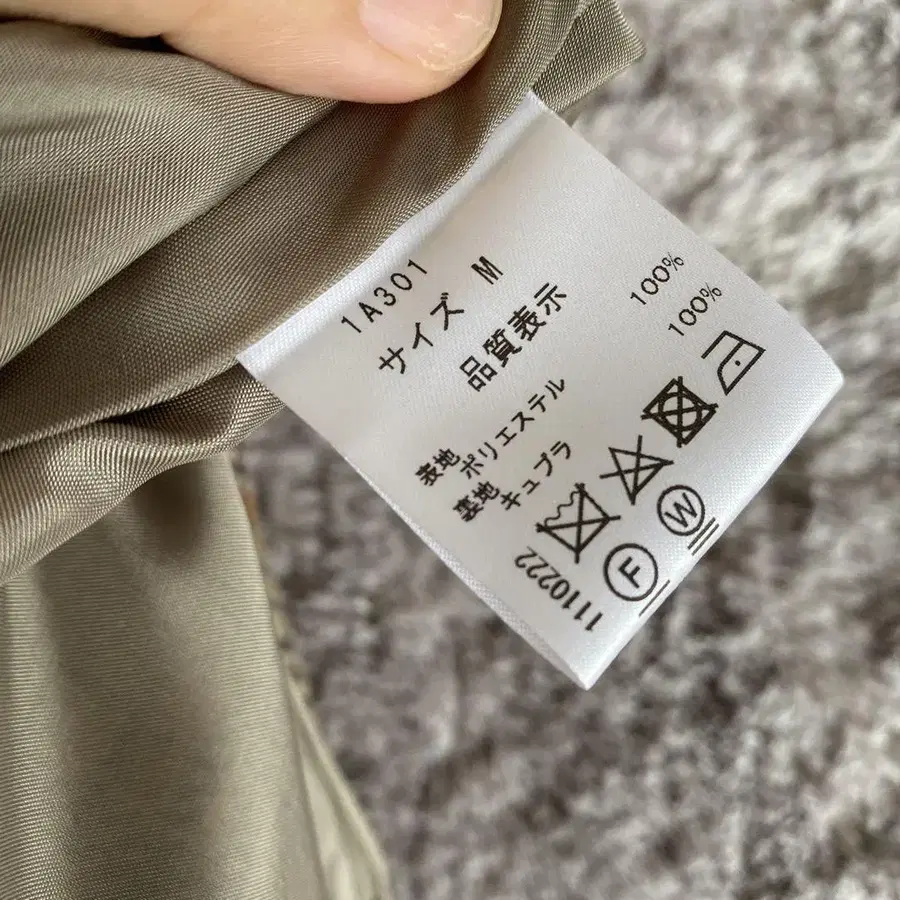 1A301
サイズ M
品質表示
表地 ポリエステル 100%
裏地 キュプラ 100%
F
W
1110222